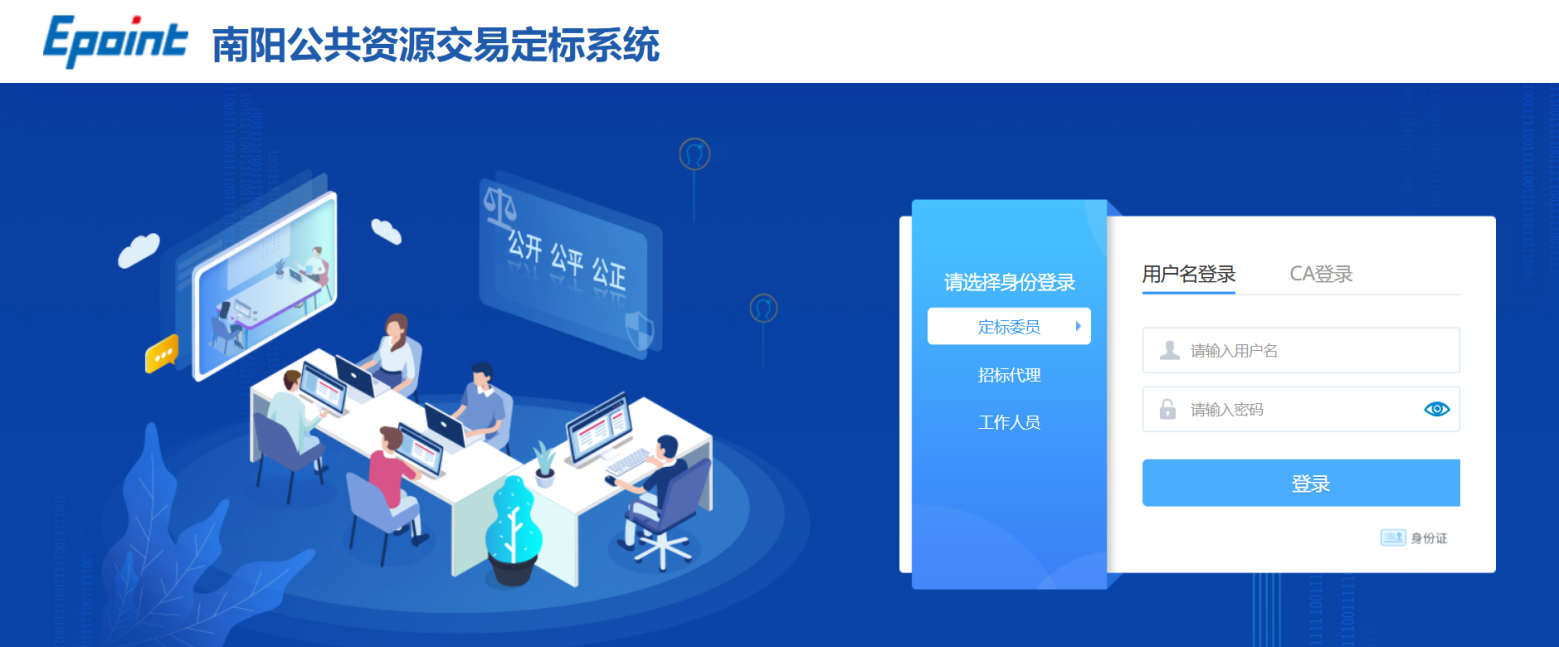 Epoint 南阳公共资源交易定标系统
公开 公平 公正
请选择身份登录
定标委员
招标代理
工作人员
用户名登录 CA登录
请输入用户名
请输入密码
登录
身份证